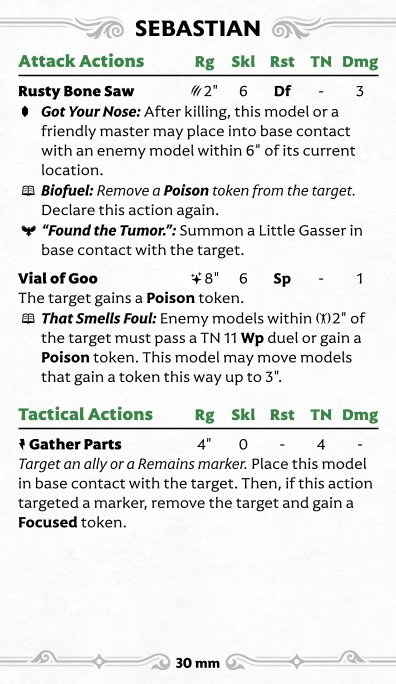 SEBASTIAN
Attack Actions Rg Skl Rst TN Dmg
Rusty Bone Saw 2" 6 Df - 3
Got Your Nose: After killing, this model or a
friendly master may place into base contact
with an enemy model within 6" of its current
location.
Biofuel: Remove a Poison token from the target.
Declare this action again.
“Found the Tumor.”: Summon a Little Gasser in
base contact with the target.
Vial of Goo 8" 6 Sp - 1
The target gains a Poison token.
That Smells Foul: Enemy models within 2" of
the target must pass a TN 11 Wp duel or gain a
Poison token. This model may move models
that gain a token this way up to 3".
Tactical Actions Rg Skl Rst TN Dmg
Gather Parts 4" 0 - 4 -
Target an ally or a Remains marker. Place this model
in base contact with the target. Then, if this action
targeted a marker, remove the target and gain a
Focused token.
30 mm